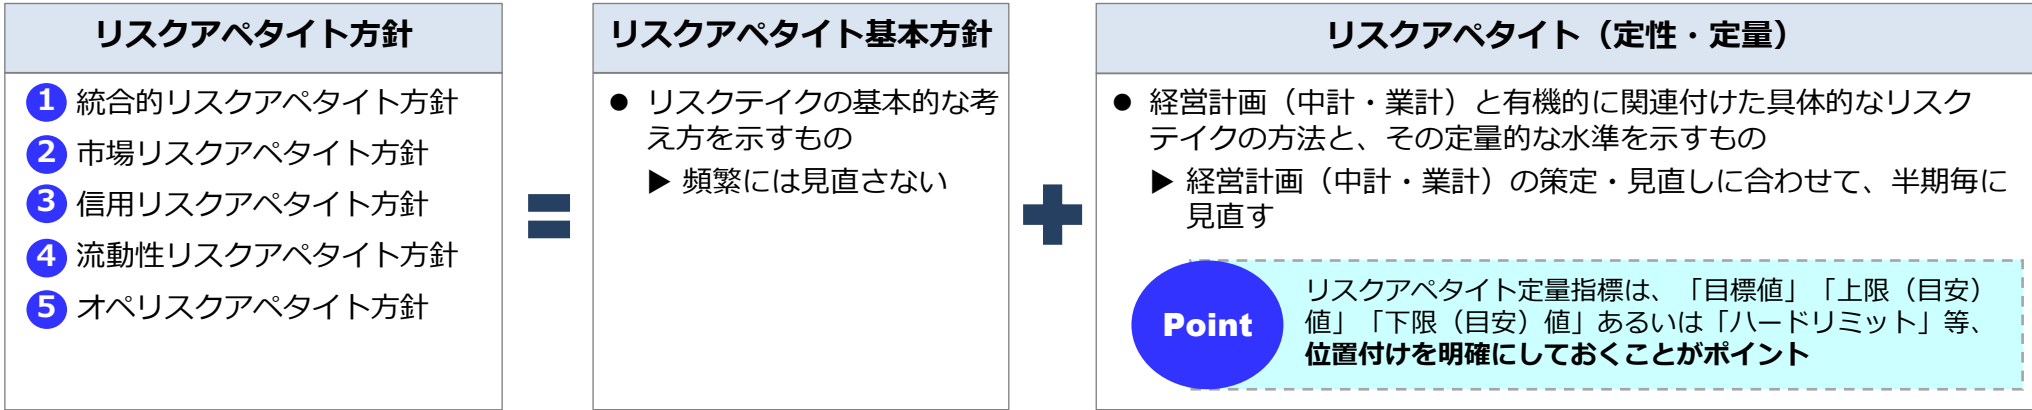 リスクアペタイト方針
1 統合的リスクアペタイト方針
2 市場リスクアペタイト方針
3 信用リスクアペタイト方針
4 流動性リスクアペタイト方針
5 オペリスクアペタイト方針
=
リスクアペタイト基本方針
● リスクテイクの基本的な考
え方を示すもの
▶ 頻繁には見直さない
+
リスクアペタイト（定性・定量）
● 経営計画（中計・業計）と有機的に関連付けた具体的なリスク
テイクの方法と、その定量的な水準を示すもの
▶ 経営計画（中計・業計）の策定・見直しに合わせて、半期毎に
見直す
Point
リスクアペタイト定量指標は、「目標値」「上限（目安）
値」「下限（目安）値」あるいは「ハードリミット」等、
位置付けを明確にしておくことがポイント